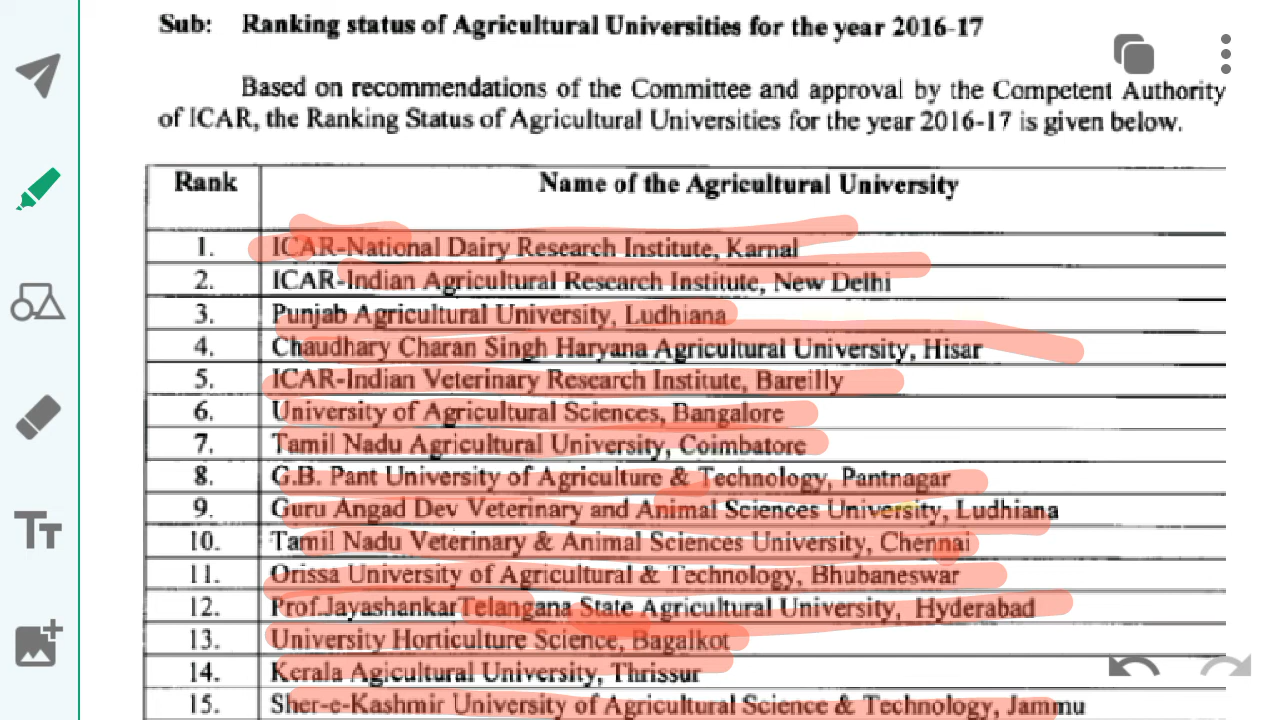 Sub: Ranking status of Agricultural Universities for the year 2016-17
Based on recommendations of the Committee and approval by the Competent Authority
of ICAR, the Ranking Status of Agricultural Universities for the year 2016-17 is given below.
Rank Name of the Agricultural University
1. ICAR-National Dairy Research Institute, Karnal
2. ICAR-Indian Agricultural Research Institute, New Delhi
3. Punjab Agricultural University, Ludhiana
4. Chaudhary Charan Singh Haryana Agricultural University, Hisar
5. ICAR-Indian Veterinary Research Institute, Bareilly
6. University of Agricultural Sciences, Bangalore
7. Tamil Nadu Agricultural University, Coimbatore
8. G.B. Pant University of Agriculture & Technology, Pantnagar
9. Guru Angad Dev Veterinary and Animal Sciences University, Ludhiana
10. Tamil Nadu Veterinary & Animal Sciences University, Chennai
11. Orissa University of Agricultural & Technology, Bhubaneswar
12. Prof.JayashankarTelangana State Agricultural University, Hyderabad
13. University Horticulture Science, Bagalkot
14. Kerala Agicultural University, Thrissur
15. Sher-e-Kashmir University of Agricultural Science & Technology, Jammu
TT